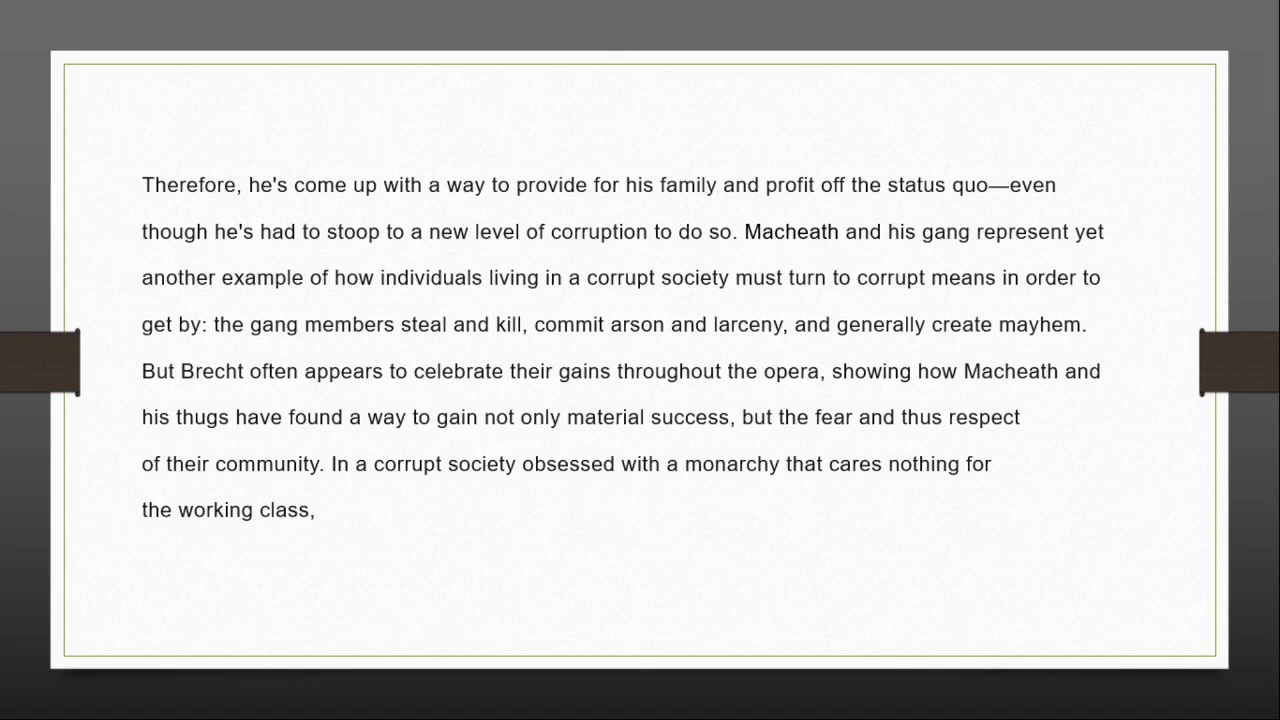 Therefore, he's come up with a way to provide for his family and profit off the status quo—even
though he's had to stoop to a new level of corruption to do so. Macheath and his gang represent yet
another example of how individuals living in a corrupt society must turn to corrupt means in order to
get by: the gang members steal and kill, commit arson and larceny, and generally create mayhem.
But Brecht often appears to celebrate their gains throughout the opera, showing how Macheath and
his thugs have found a way to gain not only material success, but the fear and thus respect
of their community. In a corrupt society obsessed with a monarchy that cares nothing for
the working class,